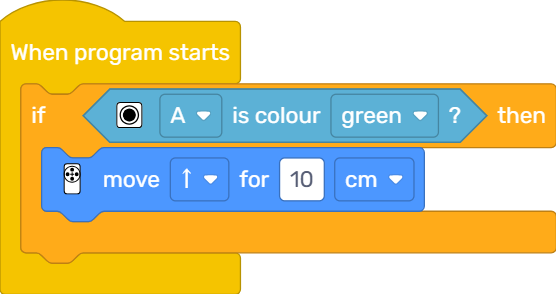 When program starts
if A is colour green ? then
move ↑ for 10 cm